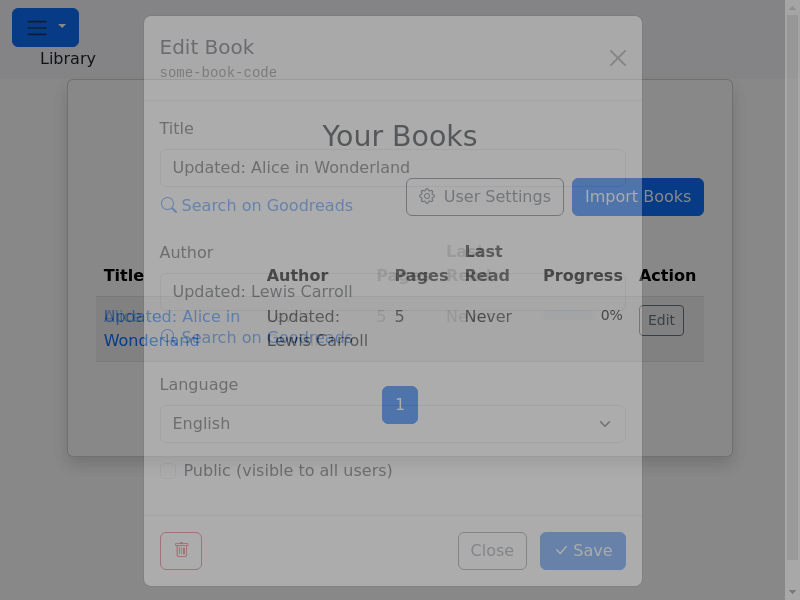 Library
Edit Book
some-book-code
Title
Updated: Alice in Wonderland
Search on Goodreads
Author
Updated: Lewis Carroll
Search on Goodreads
Language
English
Public (visible to all users)
Close
Save
Your Books
User Settings
Import Books
Title Author Pages Last Read Progress Action
Updated: Alice in Wonderland
Updated: Lewis Carroll
5
Never
0%
Edit
1